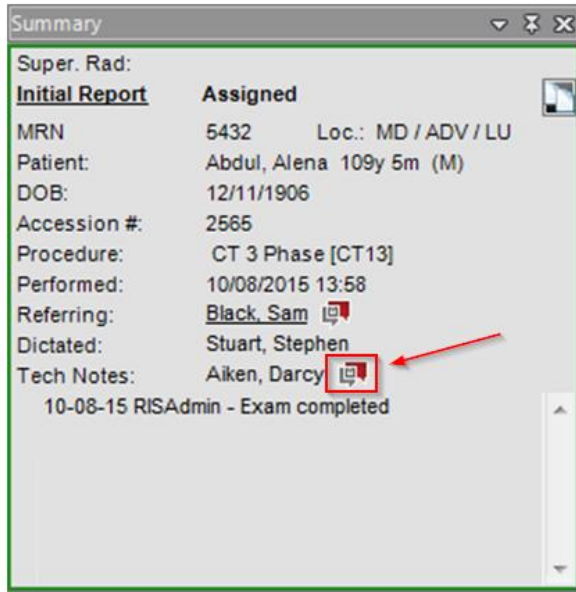 Summary
Super. Rad:
Initial Report Assigned
MRN 5432 Loc.: MD / ADV / LU
Patient: Abdul, Alena 109y 5m (M)
DOB: 12/11/1906
Accession #: 2565
Procedure: CT 3 Phase [CT13]
Performed: 10/08/2015 13:58
Referring: Black, Sam
Dictated: Stuart, Stephen
Tech Notes: Aiken, Darcy
10-08-15 RISAdmin - Exam completed